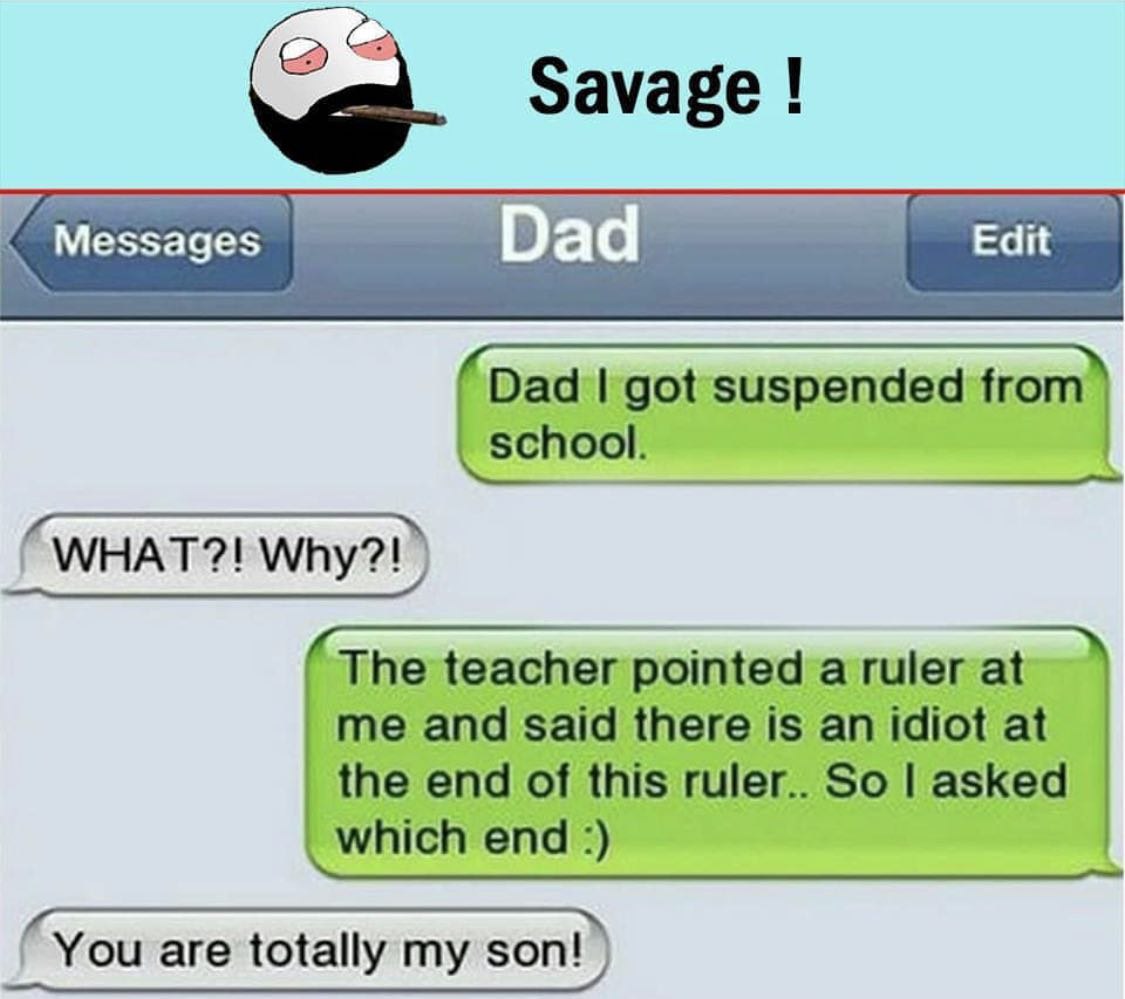 Savage !
Messages
Dad
Edit
Dad I got suspended from
school.
WHAT?! Why?!
The teacher pointed a ruler at
me and said there is an idiot at
the end of this ruler.. So I asked
which end :)
You are totally my son!